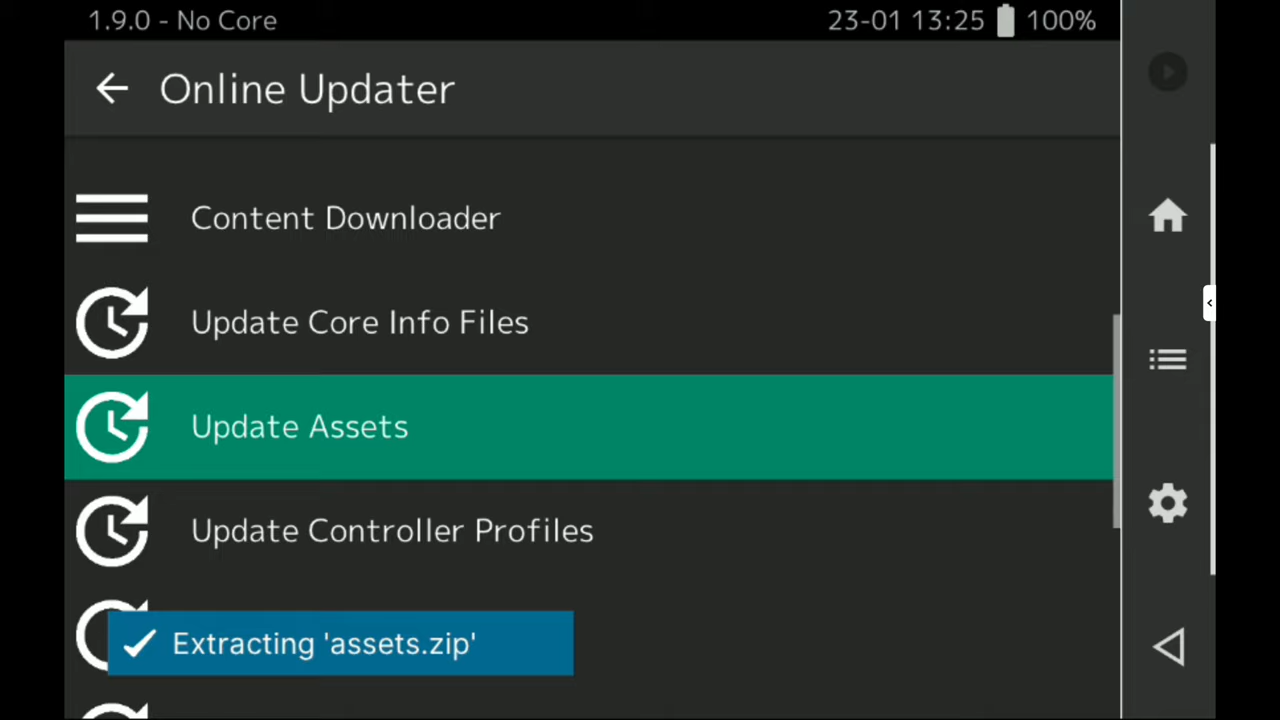 1.9.0 - No Core
23-01 13:25 100%
Online Updater
Content Downloader
Update Core Info Files
Update Assets
Update Controller Profiles
Extracting 'assets.zip'